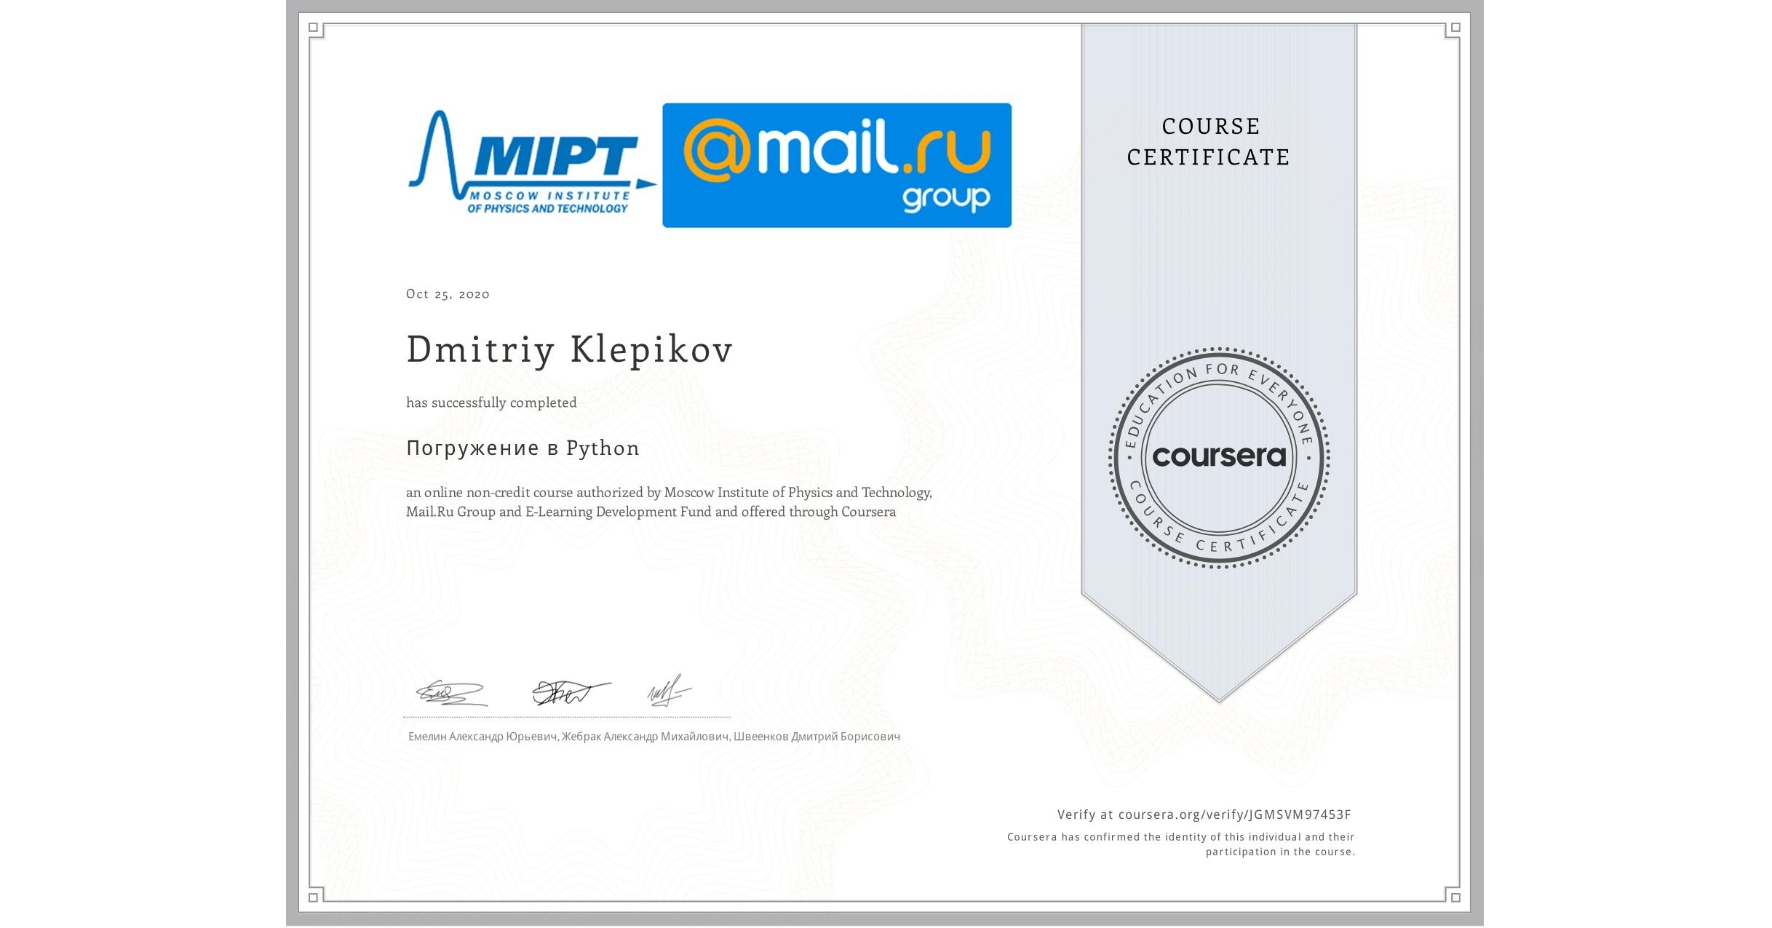 MIPT
MOSCOW INSTITUTE
OF PHYSICS AND TECHNOLOGY
@mail.ru
group
COURSE
CERTIFICATE
Oct 25, 2020
Dmitriy Klepikov
has successfully completed
Погружение в Python
an online non-credit course authorized by Moscow Institute of Physics and Technology,
Mail.Ru Group and E-Learning Development Fund and offered through Coursera
EDUCATION FOR EVERYONE
coursera
COURSE CERTIFICATE
Емелин Александр Юрьевич, Жебрак Александр Михайлович, Швеенков Дмитрий Борисович
Verify at coursera.org/verify/JGMSVM97453F
Coursera has confirmed the identity of this individual and their
participation in the course.